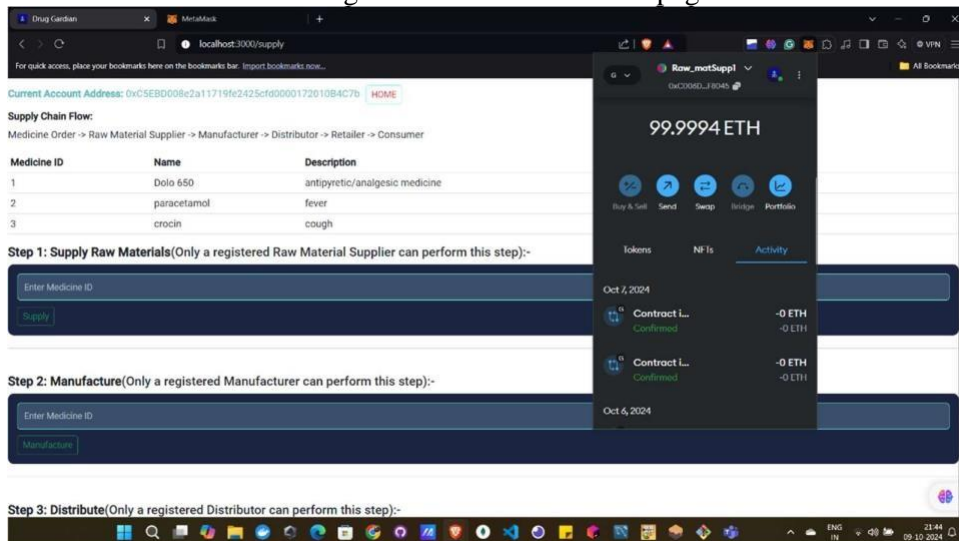 Drug Gardian
MetaMask
localhost:3000/supply
VPN
For quick access, place your bookmarks here on the bookmarks bar. Import bookmarks now...
All Bookmarks
Current Account Address: HOME
Supply Chain Flow:
Medicine Order -> Raw Material Supplier -> Manufacturer -> Distributor -> Retailer -> Consumer
Medicine ID Name Description
1 Dolo 650 antipyretic/analgesic medicine
2 paracetamol fever
3 crocin cough
Step 1: Supply Raw Materials(Only a registered Raw Material Supplier can perform this step):-
Enter Medicine ID
Supply
Step 2: Manufacture(Only a registered Manufacturer can perform this step):-
Enter Medicine ID
Manufacture
Step 3: Distribute(Only a registered Distributor can perform this step):-
G
Raw_matSuppl
99.9994 ETH
Buy & Sell Send Swap Bridge Portfolio
Tokens NFTs Activity
Oct 7, 2024
Contract i... -0 ETH
Confirmed -0 ETH
Contract i... -0 ETH
Confirmed -0 ETH
Oct 6, 2024
ENG
IN
21:44
09-10-2024